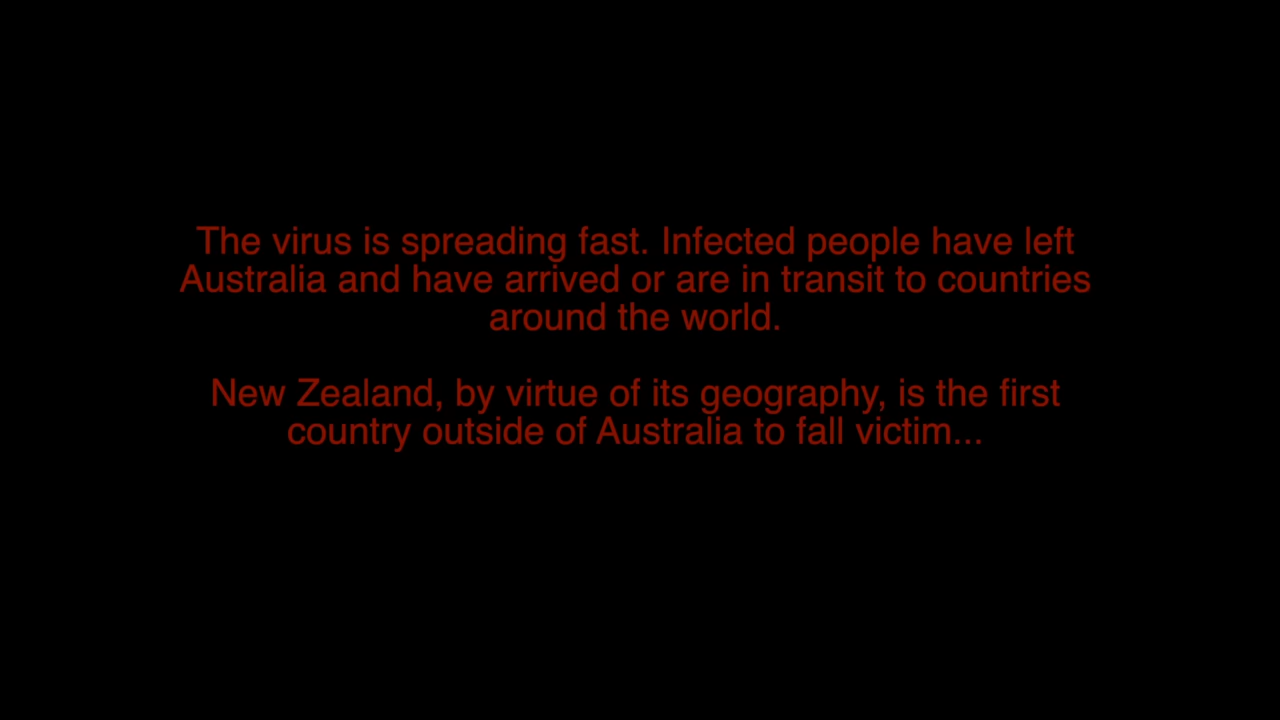 The virus is spreading fast. Infected people have left
Australia and have arrived or are in transit to countries
around the world.
New Zealand, by virtue of its geography, is the first
country outside of Australia to fall victim...